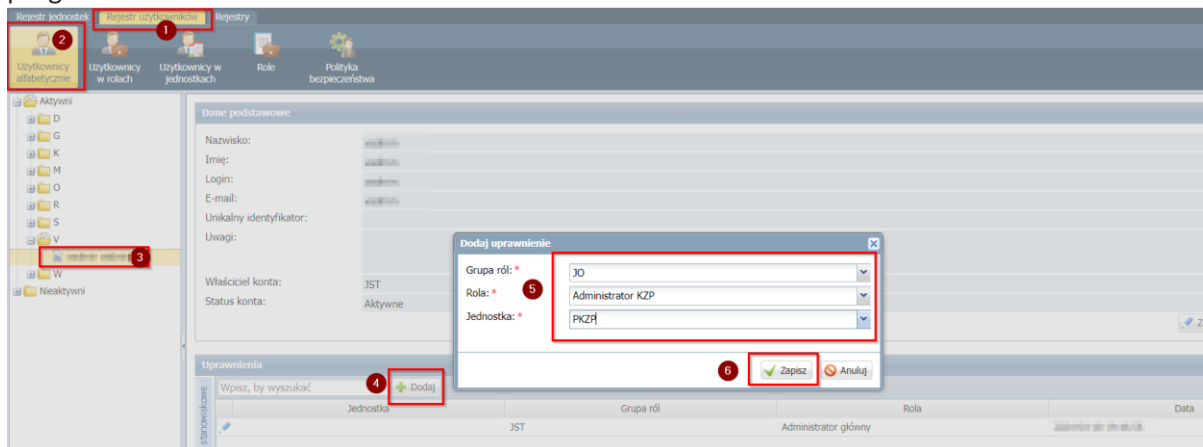 Rejestr jednostek Rejestr użytkowników Rejestry
1
2
Użytkownicy alfabetycznie
Użytkownicy w rolach
Użytkownicy w jednostkach
Role
Polityka bezpieczeństwa
Aktywni
D
G
K
M
O
R
S
V
3
W
Nieaktywni
Dane podstawowe
Nazwisko:
Imię:
Login:
E-mail:
Unikalny identyfikator:
Uwagi:
Właściciel konta: JST
Status konta: Aktywne
Dodaj uprawnienie
Grupa ról: * JO
Rola: * 5 Administrator KZP
Jednostka: * PKZP
6 Zapisz Anuluj
Z
Uprawnienia
Wpisz, by wyszukać 4 Dodaj
stanowiskowe
Jednostka Grupa ról Rola Data
JST Administrator główny